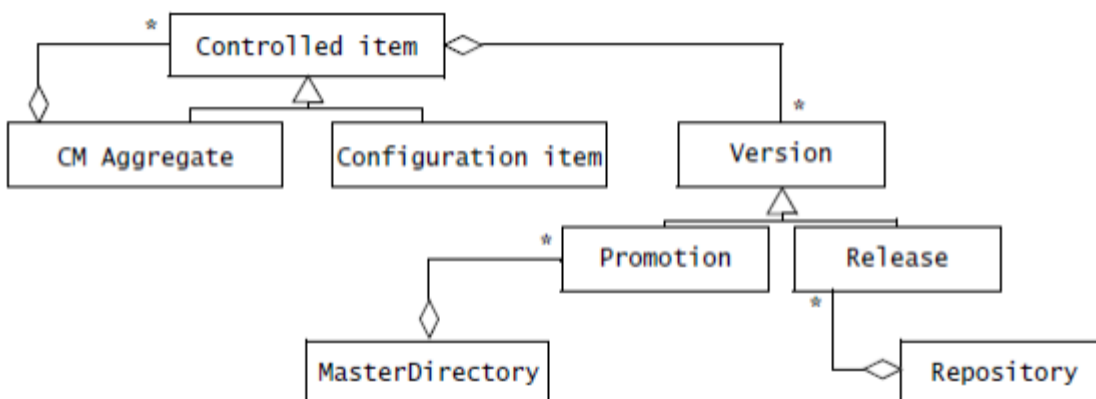 *
Controlled item
*
CM Aggregate
Configuration item
Version
*
Promotion
Release
*
MasterDirectory
Repository